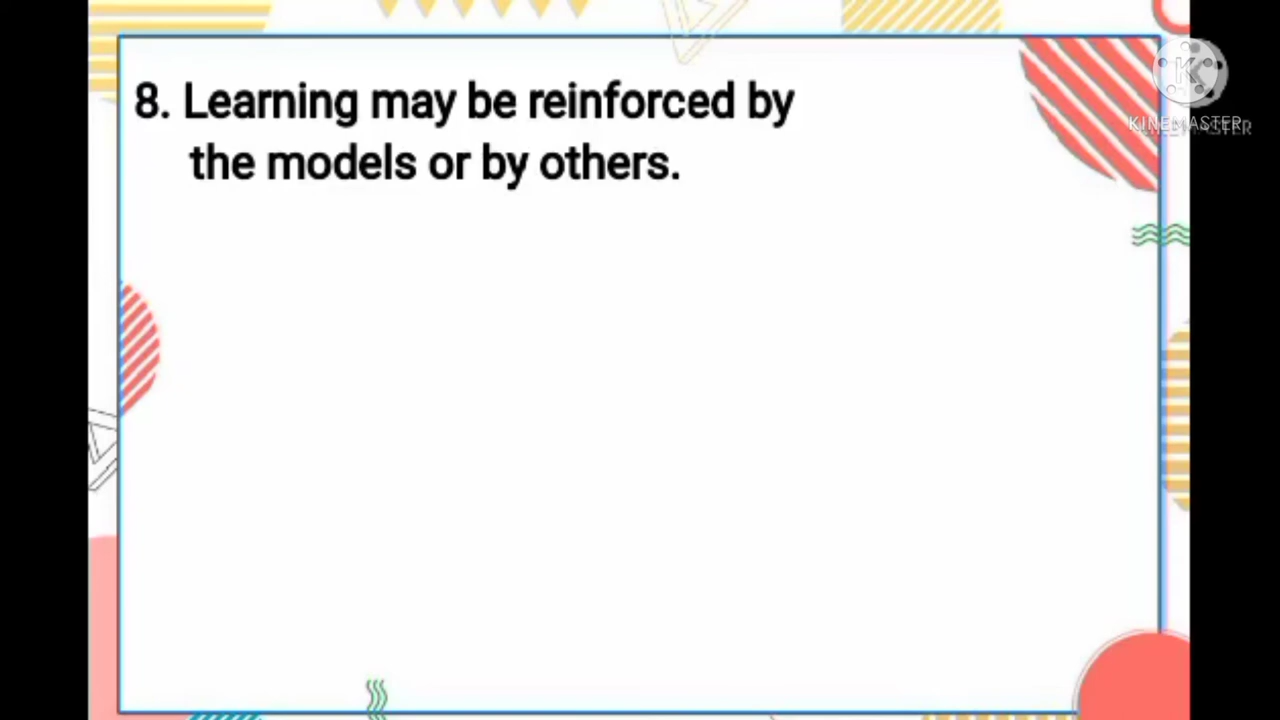 8. Learning may be reinforced by
the models or by others.
K
KINEMASTER